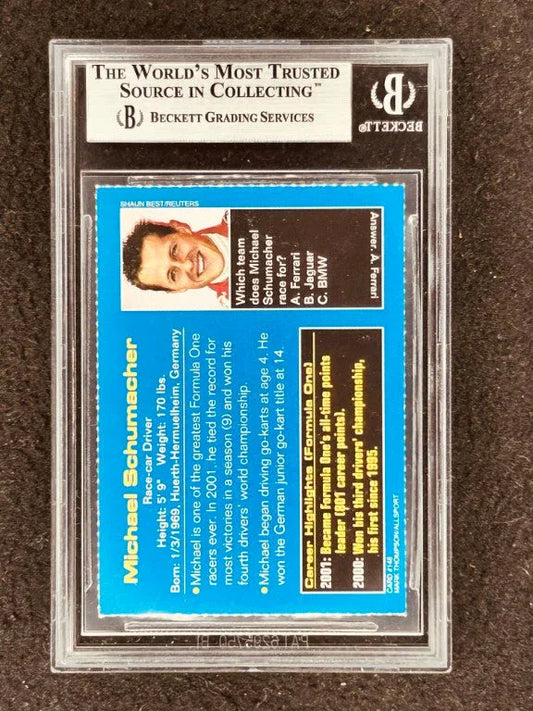 THE WORLD'S MOST TRUSTED
SOURCE IN COLLECTING™
B BECKETT GRADING SERVICES
B
BECKETT
Michael Schumacher
Race-car Driver
Height: 5' 9" Weight: 170 lbs.
Born: 1/3/1969, Huerth-Hermuelheim, Germany
• Michael is one of the greatest Formula One
racers ever. In 2001, he tied the record for
most victories in a season (9) and won his
fourth drivers' world championship.
• Michael began driving go-karts at age 4. He
won the German junior go-kart title at 14.
Career Highlights (Formula One)
2001: Became Formula One's all-time points
leader (801 career points).
2000: Won his third drivers' championship,
his first since 1995.
CARD #148
MARK THOMPSON/ALLSPORT
SHAUN BEST/REUTERS
Which team
does Michael
Schumacher
race for?
A. Ferrari
B. Jaguar
C. BMW
Answer: A. Ferrari